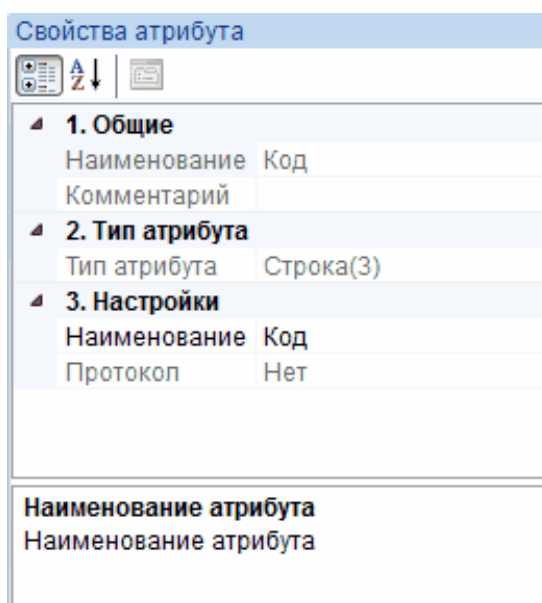 Свойства атрибута
1. Общие
Наименование Код
Комментарий
2. Тип атрибута
Тип атрибута Строка(3)
3. Настройки
Наименование Код
Протокол Нет
Наименование атрибута
Наименование атрибута